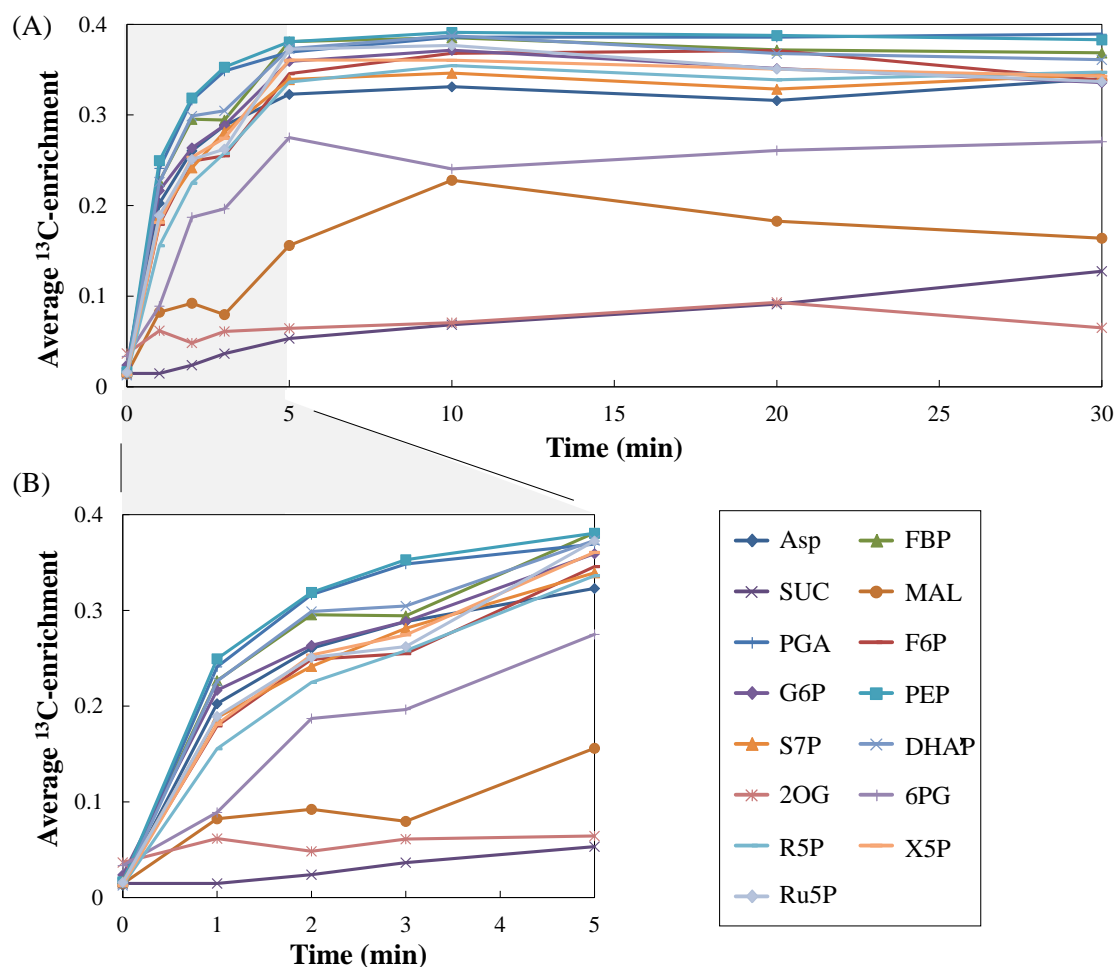 (A)
0.4
0.3
0.2
0.1
0
Average ¹³C-enrichment
0 5 10 15 20 25 30
Time (min)
(B)
0.4
0.3
0.2
0.1
0
Average ¹³C-enrichment
0 1 2 3 4 5
Time (min)
Asp FBP
SUC MAL
PGA F6P
G6P PEP
S7P DHAP
2OG 6PG
R5P X5P
Ru5P